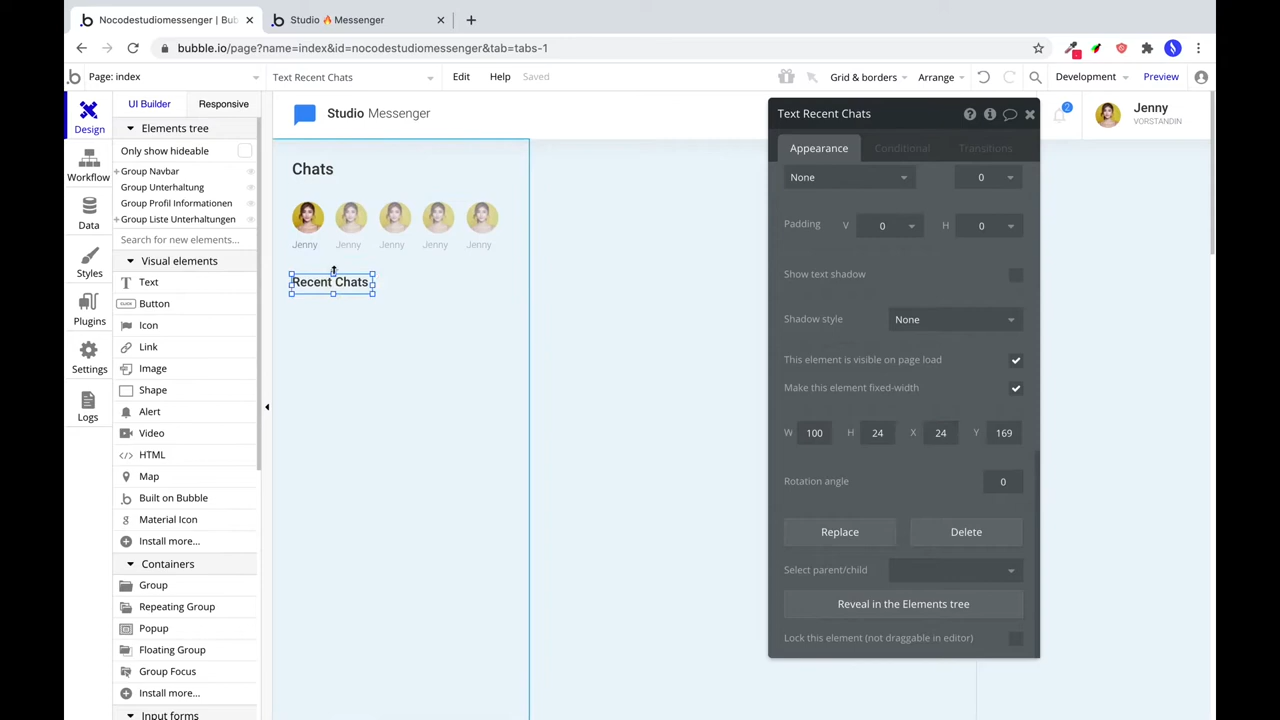 Nocodestudiomessenger | Bub
Studio 🔥 Messenger
bubble.io/page?name=index&id=nocodestudiomessenger&tab=tabs-1
Page: index
Text Recent Chats
Edit
Help
Saved
Grid & borders
Arrange
Development
Preview
Design
Workflow
Data
Styles
Plugins
Settings
Logs
UI Builder
Responsive
Elements tree
Only show hideable
Group Navbar
Group Unterhaltung
Group Profil Informationen
Group Liste Unterhaltungen
Search for new elements...
Visual elements
Text
CLICK
Button
Icon
Link
Image
Shape
Alert
Video
</> HTML
Map
Built on Bubble
Material Icon
Install more...
Containers
Group
Repeating Group
Popup
Floating Group
Group Focus
Install more...
Input forms
Studio Messenger
2
Jenny
VORSTANDIN
Chats
Jenny
Jenny
Jenny
Jenny
Jenny
Recent Chats
Text Recent Chats
Appearance
Conditional
Transitions
None
0
Padding V 0 H 0
Show text shadow
Shadow style None
This element is visible on page load
Make this element fixed-width
W 100 H 24 X 24 Y 169
Rotation angle 0
Replace
Delete
Select parent/child
Reveal in the Elements tree
Lock this element (not draggable in editor)